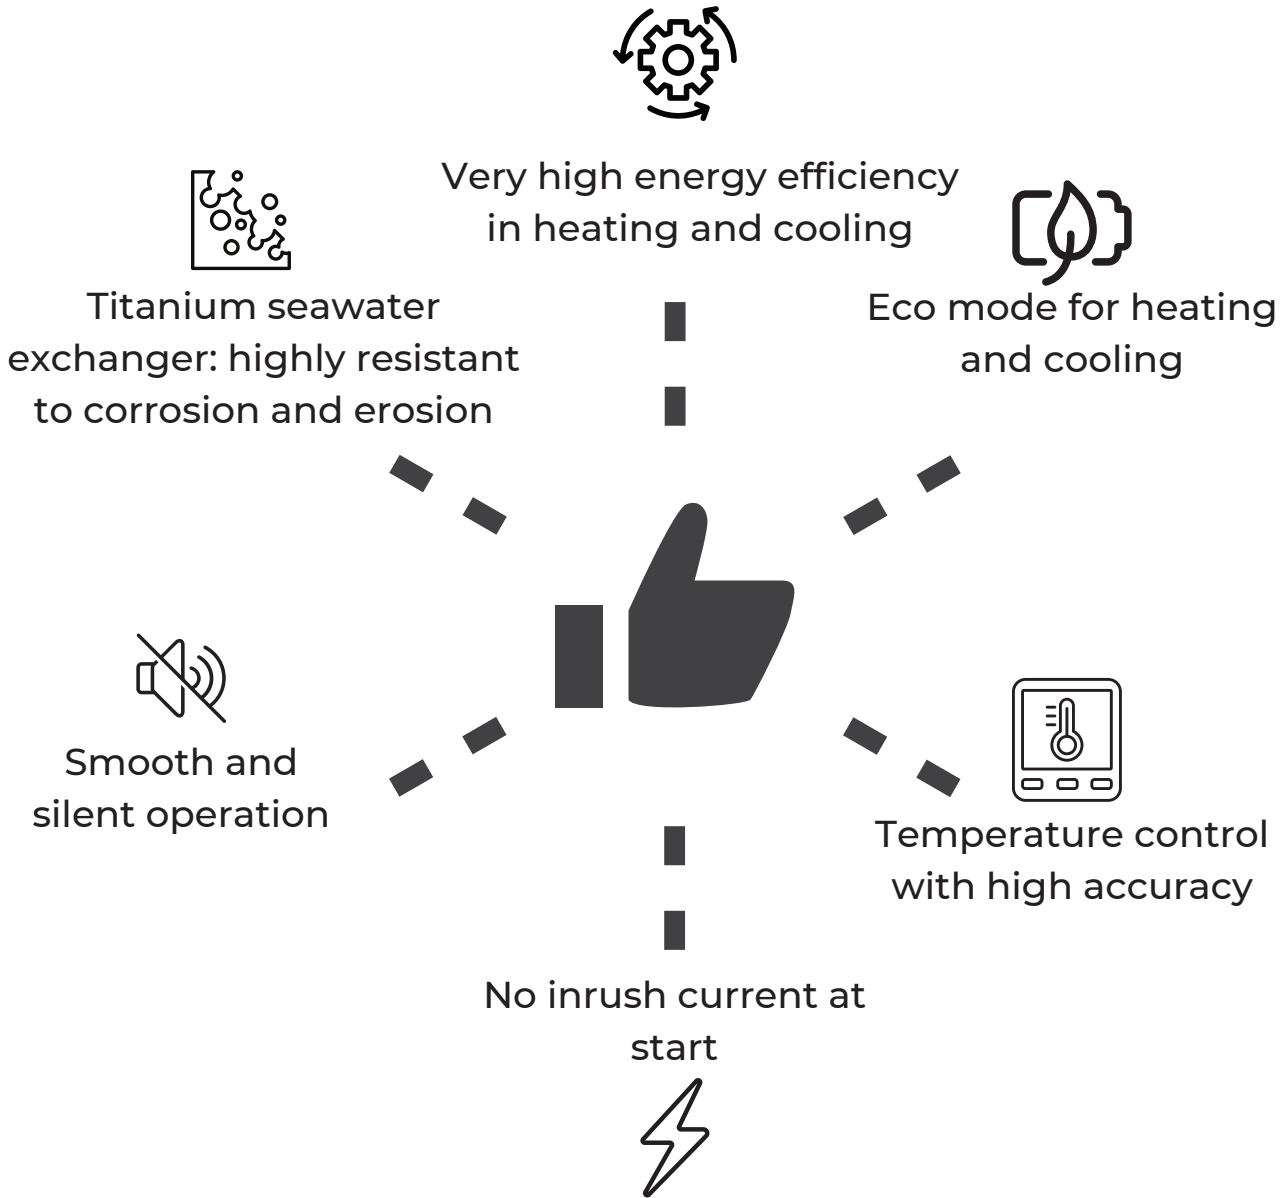 Very high energy efficiency
in heating and cooling
Titanium seawater
exchanger: highly resistant
to corrosion and erosion
Eco mode for heating
and cooling
Smooth and
silent operation
Temperature control
with high accuracy
No inrush current at
start